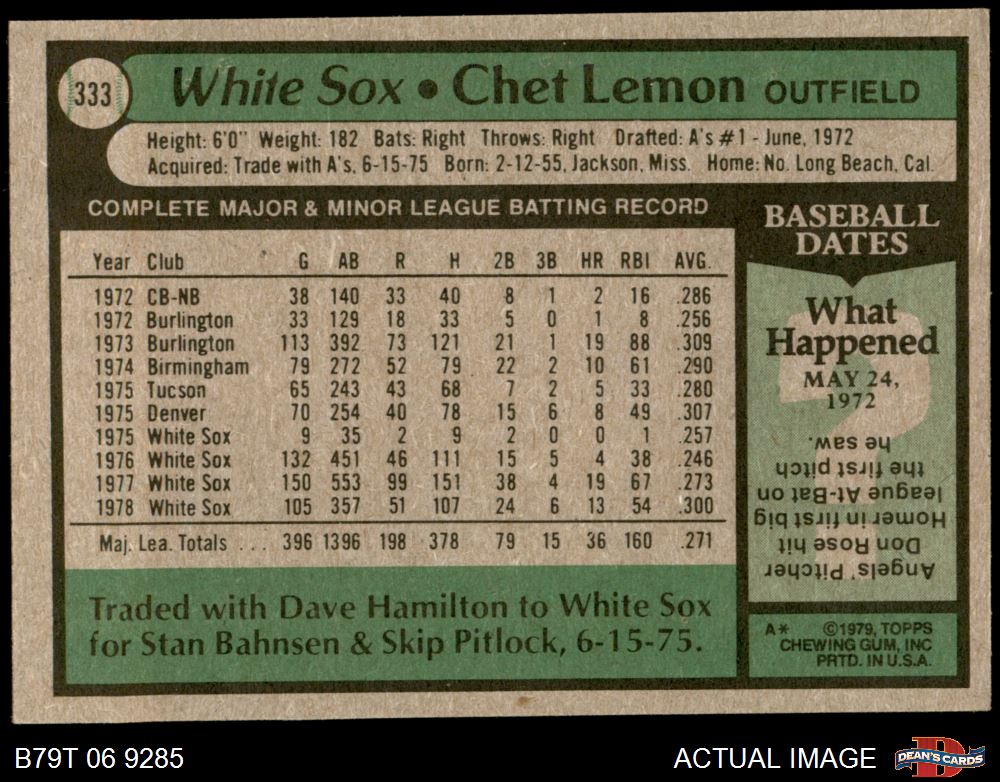 333
White Sox • Chet Lemon OUTFIELD
Height: 6'0" Weight: 182 Bats: Right Throws: Right Drafted: A's #1 - June, 1972
Acquired: Trade with A's, 6-15-75 Born: 2-12-55, Jackson, Miss. Home: No. Long Beach, Cal.
COMPLETE MAJOR & MINOR LEAGUE BATTING RECORD
Year Club G AB R H 2B 3B HR RBI AVG.
1972 CB-NB 38 140 33 40 8 1 2 16 .286
1972 Burlington 33 129 18 33 5 0 1 8 .256
1973 Burlington 113 392 73 121 21 1 19 88 .309
1974 Birmingham 79 272 52 79 22 2 10 61 .290
1975 Tucson 65 243 43 68 7 2 5 33 .280
1975 Denver 70 254 40 78 15 6 8 49 .307
1975 White Sox 9 35 2 9 2 0 0 1 .257
1976 White Sox 132 451 46 111 15 5 4 38 .246
1977 White Sox 150 553 99 151 38 4 19 67 .273
1978 White Sox 105 357 51 107 24 6 13 54 .300
Maj. Lea. Totals ... 396 1396 198 378 79 15 36 160 .271
Traded with Dave Hamilton to White Sox
for Stan Bahnsen & Skip Pitlock, 6-15-75.
BASEBALL
DATES
What
Happened
MAY 24,
1972
Angels' Pitcher
Don Rose hit
Homer in first big
league At-Bat on
the first pitch
he saw.
A* ©1979, TOPPS
CHEWING GUM, INC
PRTD. IN U.S.A.
B79T 06 9285
ACTUAL IMAGE
D
DEAN'S CARDS